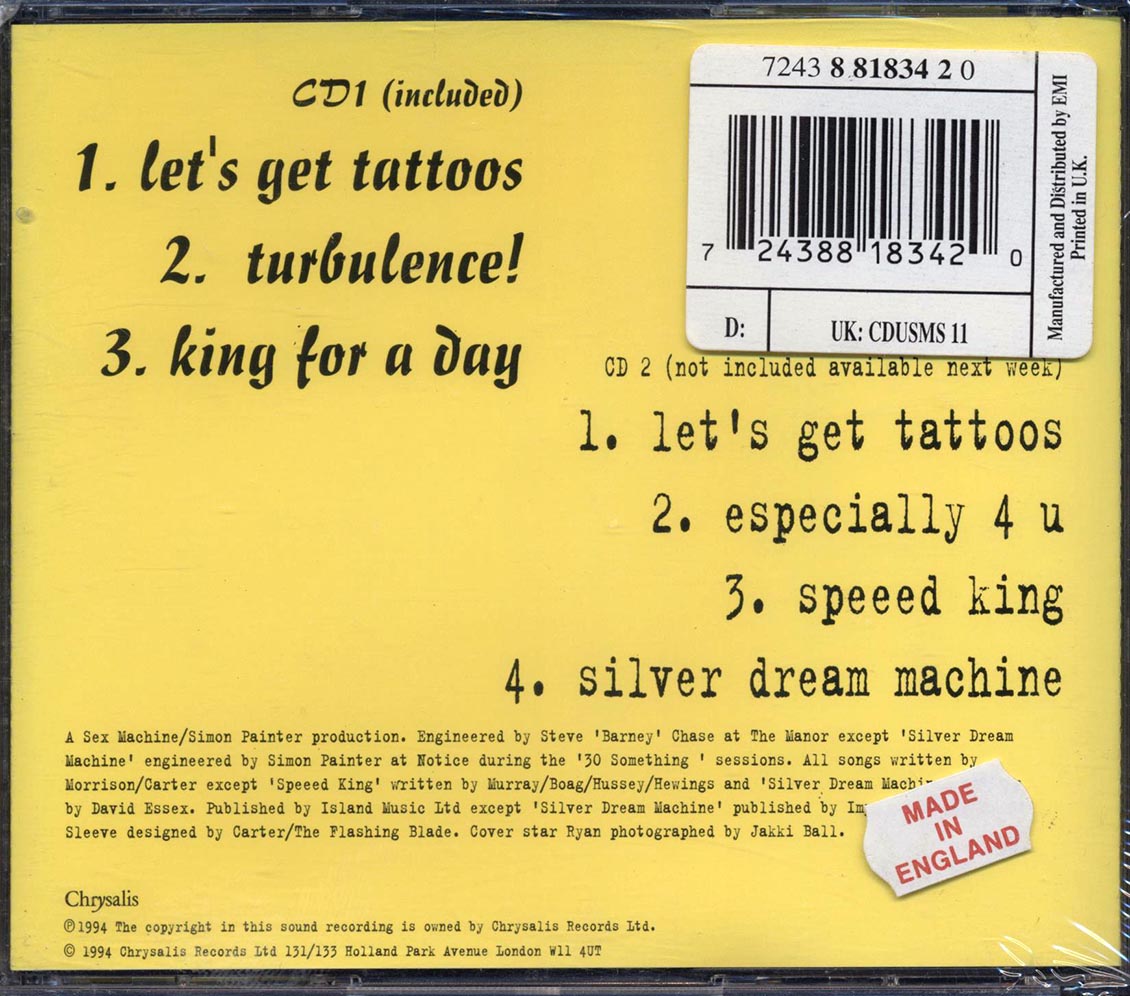 CD1 (included)
1. let's get tattoos
2. turbulence!
3. king for a day
7243 8 81834 2 0
7 24388 18342 0
D:
UK: CDUSMS 11
Manufactured and Distributed by EMI
Printed in U.K.
CD 2 (not included available next week)
1. let's get tattoos
2. especially 4 u
3. speeed king
4. silver dream machine
A Sex Machine/Simon Painter production. Engineered by Steve 'Barney' Chase at The Manor except 'Silver Dream
Machine' engineered by Simon Painter at Notice during the '30 Something ' sessions. All songs written by
Morrison/Carter except 'Speeed King' written by Murray/Boag/Hussey/Hewings and 'Silver Dream
by David Essex. Published by Island Music Ltd except 'Silver Dream Machine' published by
Sleeve designed by Carter/The Flashing Blade. Cover star Ryan photographed by Jakki Ball.
MADE
IN
ENGLAND
Chrysalis
℗1994 The copyright in this sound recording is owned by Chrysalis Records Ltd.
© 1994 Chrysalis Records Ltd 131/133 Holland Park Avenue London W11 4UT